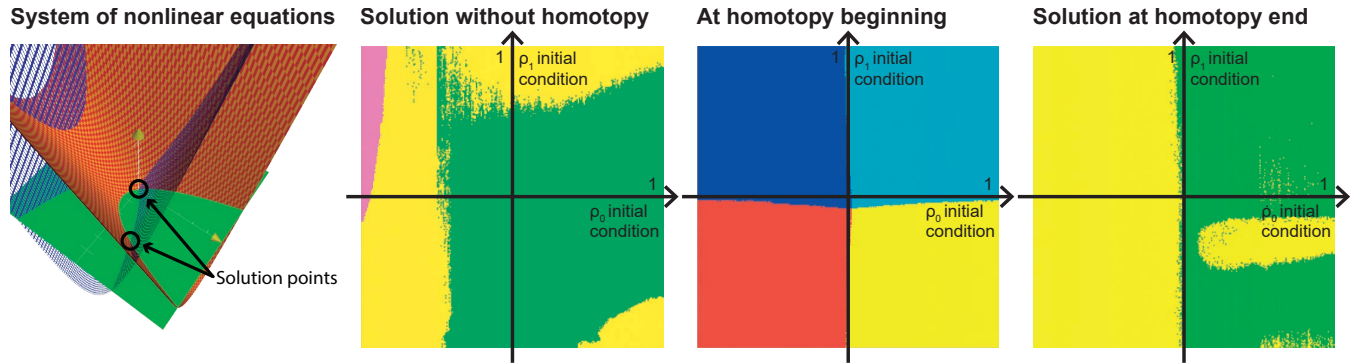 System of nonlinear equations
Solution points
Solution without homotopy
1
ρ₁ initial
condition
1
ρ₀ initial
condition
At homotopy beginning
1
ρ₁ initial
condition
1
ρ₀ initial
condition
Solution at homotopy end
1
ρ₁ initial
condition
1
ρ₀ initial
condition